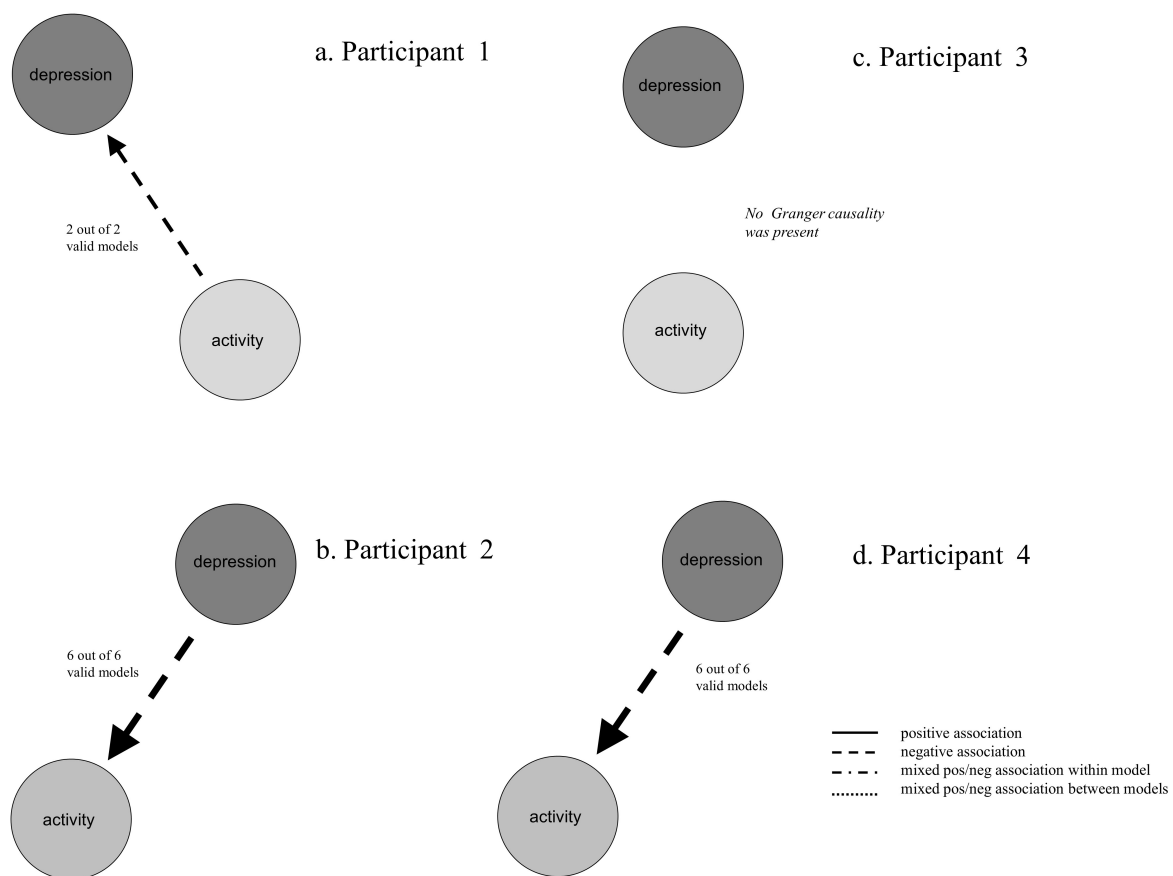 a. Participant 1
depression
2 out of 2
valid models
activity
c. Participant 3
depression
No Granger causality
was present
activity
b. Participant 2
depression
6 out of 6
valid models
activity
d. Participant 4
depression
6 out of 6
valid models
activity
positive association
negative association
mixed pos/neg association within model
mixed pos/neg association between models